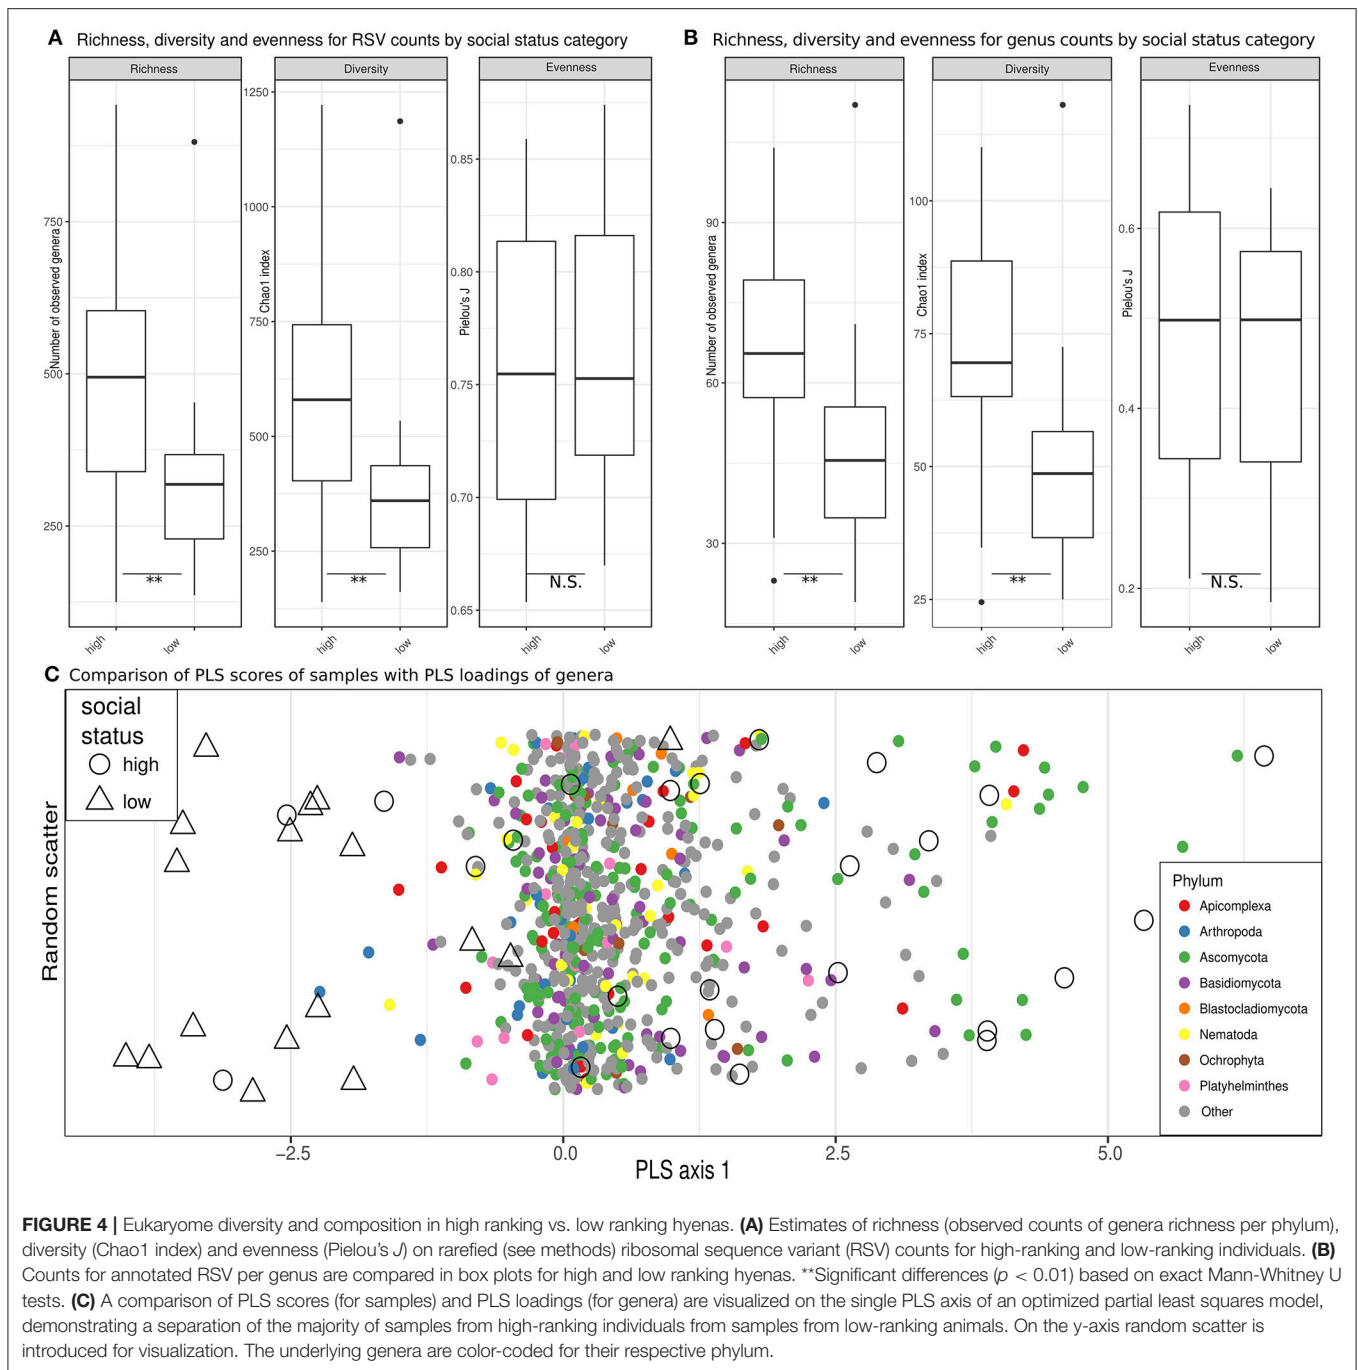 A Richness, diversity and evenness for RSV counts by social status category
Richness
Diversity
Evenness
Number of observed genera
750
500
250
Chao1 index
1250
1000
750
500
250
Pielou's J
0.85
0.80
0.75
0.70
0.65
**
**
N.S.
high
low
high
low
high
low
B Richness, diversity and evenness for genus counts by social status category
Richness
Diversity
Evenness
Number of observed genera
90
60
30
Chao1 index
100
75
50
25
Pielou's J
0.6
0.4
0.2
**
**
N.S.
high
low
high
low
high
low
C Comparison of PLS scores of samples with PLS loadings of genera
social
status
high
low
Random scatter
Phylum
Apicomplexa
Arthropoda
Ascomycota
Basidiomycota
Blastocladiomycota
Nematoda
Ochrophyta
Platyhelminthes
Other
−2.5
0.0
2.5
5.0
PLS axis 1
FIGURE 4 | Eukaryome diversity and composition in high ranking vs. low ranking hyenas. (A) Estimates of richness (observed counts of genera richness per phylum),
diversity (Chao1 index) and evenness (Pielou's J) on rarefied (see methods) ribosomal sequence variant (RSV) counts for high-ranking and low-ranking individuals. (B)
Counts for annotated RSV per genus are compared in box plots for high and low ranking hyenas. **Significant differences (p < 0.01) based on exact Mann-Whitney U
tests. (C) A comparison of PLS scores (for samples) and PLS loadings (for genera) are visualized on the single PLS axis of an optimized partial least squares model,
demonstrating a separation of the majority of samples from high-ranking individuals from samples from low-ranking animals. On the y-axis random scatter is
introduced for visualization. The underlying genera are color-coded for their respective phylum.